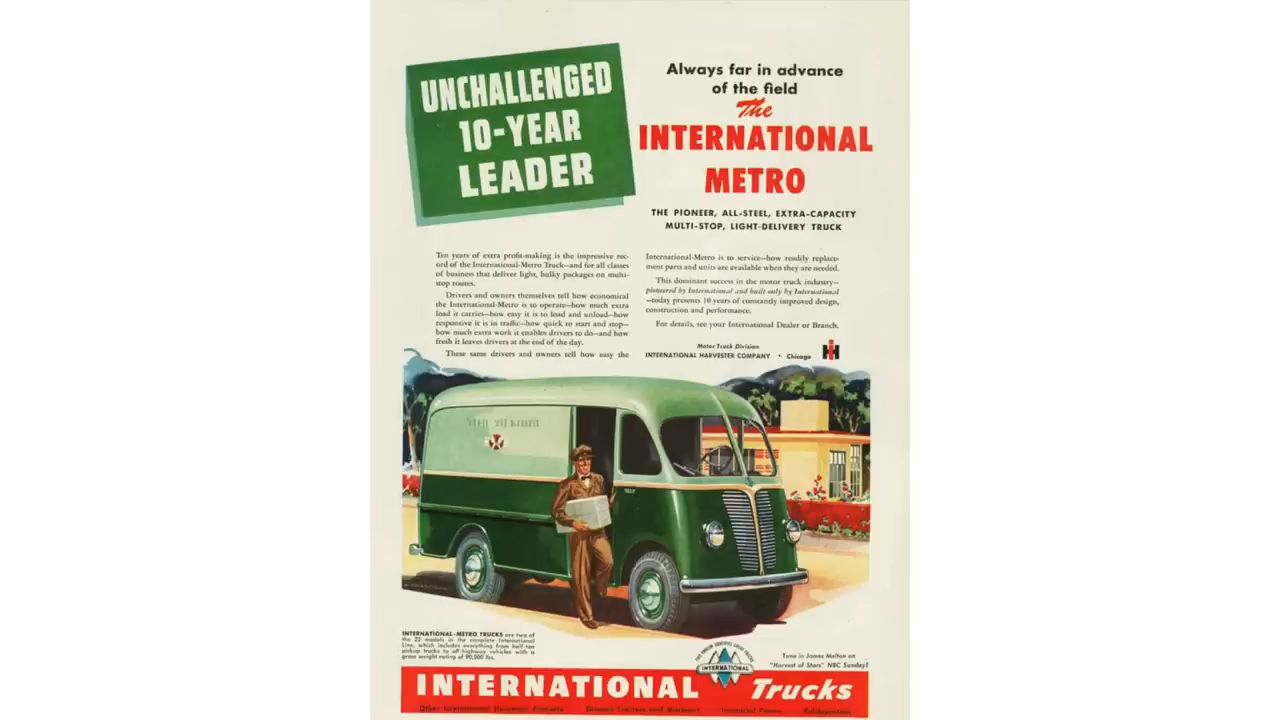 UNCHALLENGED
10-YEAR
LEADER
Always far in advance
of the field
The
INTERNATIONAL
METRO
THE PIONEER, ALL-STEEL, EXTRA-CAPACITY
MULTI-STOP, LIGHT-DELIVERY TRUCK
Ten years of extra profit-making is the impressive rec-
ord of the International-Metro Truck—and for all classes
of business that deliver light, bulky packages on multi-
stop routes.
Drivers and owners themselves tell how economical
the International-Metro is to operate—how much extra
load it carries—how easy it is to load and unload—how
responsive it is in traffic—how quick to start and stop—
how much extra work it enables drivers to do—and how
fresh it leaves drivers at the end of the day.
These same drivers and owners tell how easy the
International-Metro is to service—how readily replace-
ment parts and units are available when they are needed.
This dominant success in the motor truck industry—
pioneered by International and built only by International
—today presents 10 years of constantly improved design,
construction and performance.
For details, see your International Dealer or Branch.
Motor Truck Division
INTERNATIONAL HARVESTER COMPANY • Chicago
IH
INTERNATIONAL-METRO TRUCKS are two of
the 22 models in the complete International
Line, which includes everything from half-ton
pickup trucks to off-highway vehicles with a
gross weight rating of 90,000 lbs.
INTERNATIONAL
Tune in James Melton on
"Harvest of Stars" NBC Sunday!
INTERNATIONAL Trucks
Other International Harvester Products
Industrial Power
Refrigeration